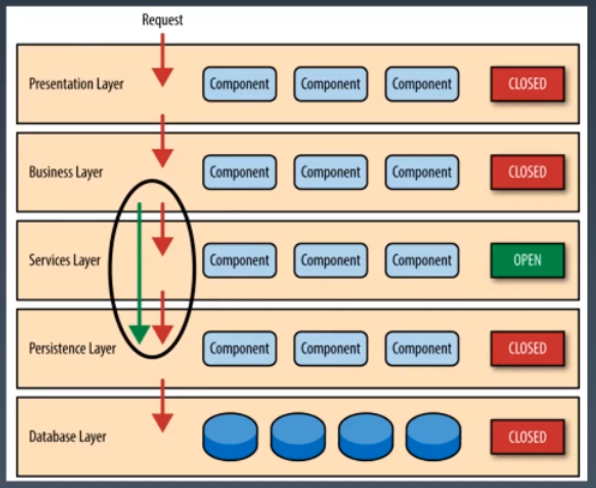 Request
Presentation Layer Component Component Component CLOSED
Business Layer Component Component Component CLOSED
Services Layer Component Component Component OPEN
Persistence Layer Component Component Component CLOSED
Database Layer CLOSED